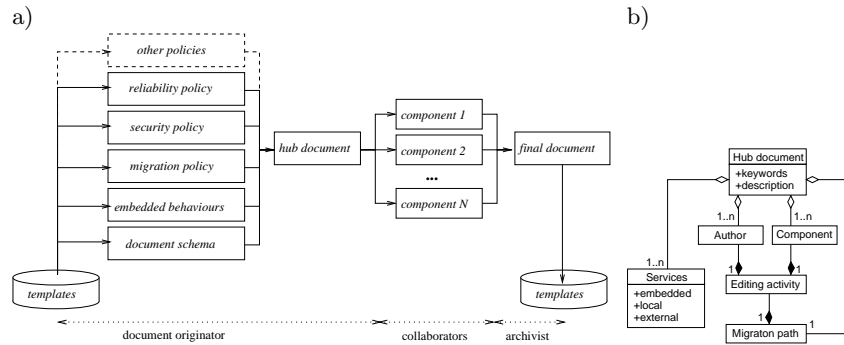 a)
other policies
reliability policy
security policy
migration policy
embedded behaviours
document schema
templates
hub document
component 1
component 2
...
component N
final document
templates
document originator
collaborators
archivist
b)
Hub document
+keywords
+description
1..n
1..n
Author
Component
1..n
1
1
Services
+embedded
+local
+external
Editing activity
1
Migraton path
1